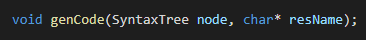 void genCode(SyntaxTree node, char* resName);